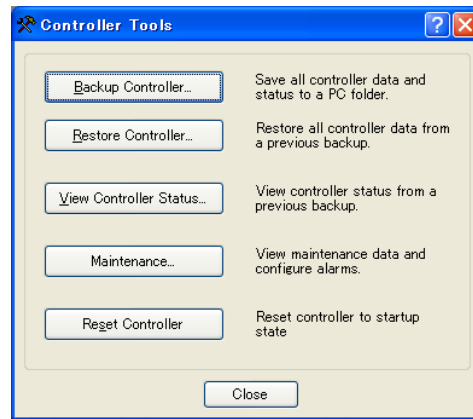 Controller Tools
Backup Controller...
Save all controller data and
status to a PC folder.
Restore Controller...
Restore all controller data from
a previous backup.
View Controller Status...
View controller status from a
previous backup.
Maintenance...
View maintenance data and
configure alarms.
Reset Controller
Reset controller to startup
state
Close